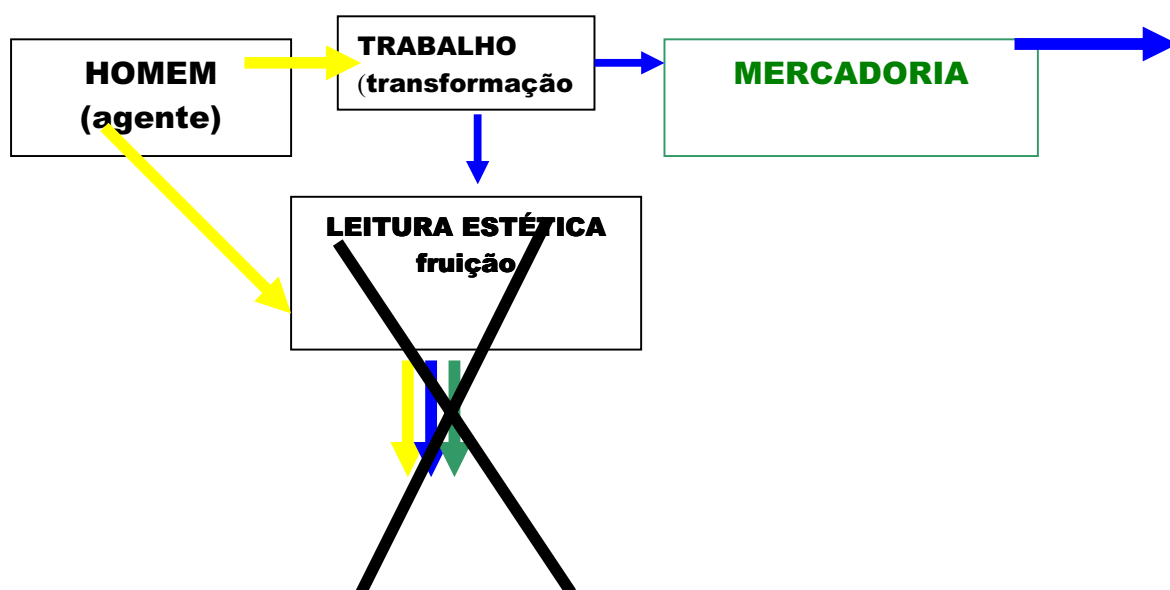 HOMEM
(agente)
TRABALHO
(transformação
MERCADORIA
LEITURA ESTÉTICA
fruição